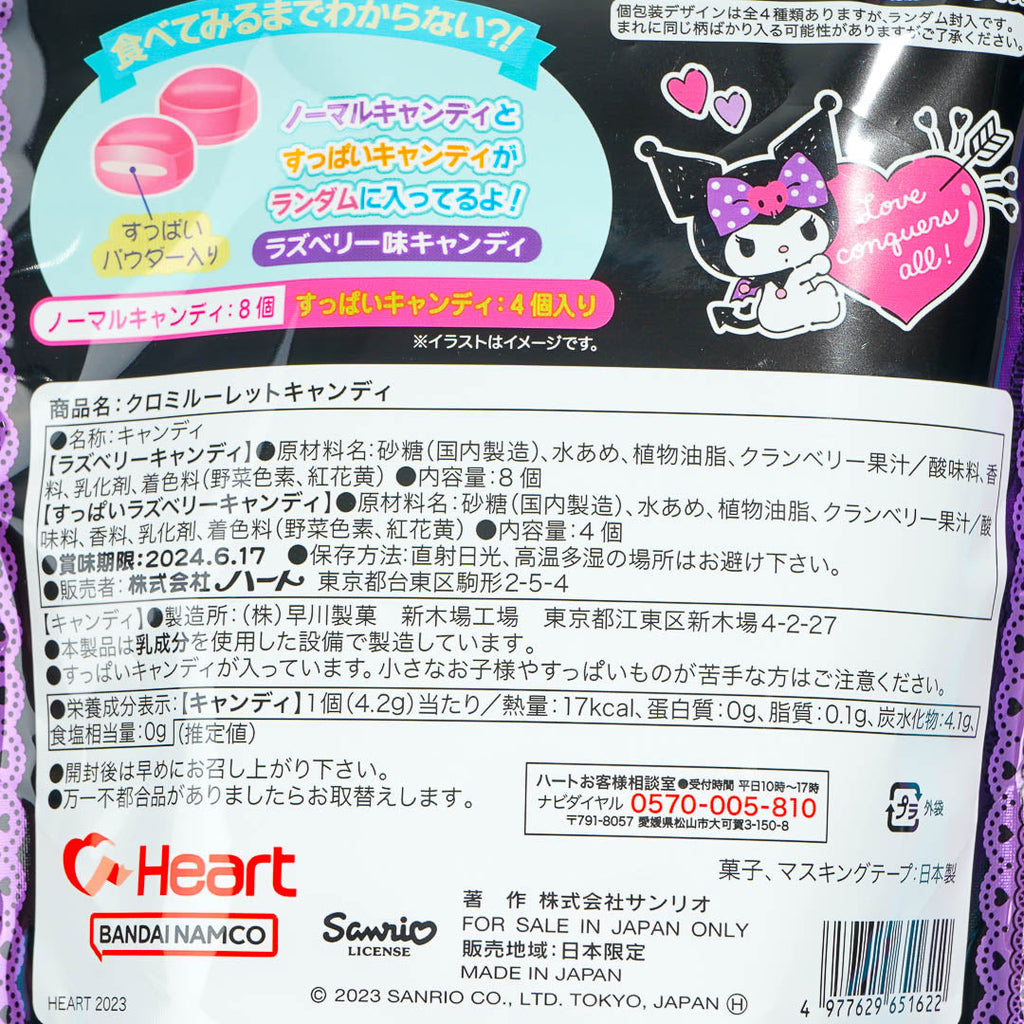 個包装デザインは全4種類ありますが、ランダム封入です。
まれに同じ柄ばかり入る可能性がありますがご了承ください。
食べてみるまでわからない?!
ノーマルキャンディと
すっぱいキャンディが
ランダムに入ってるよ!
ラズベリー味キャンディ
すっぱい
パウダー入り
Love
conquers
all!
ノーマルキャンディ:8個 すっぱいキャンディ:4個入り
※イラストはイメージです。
商品名:クロミルーレットキャンディ
●名称:キャンディ
【ラズベリーキャンディ】●原材料名:砂糖(国内製造)、水あめ、植物油脂、クランベリー果汁/酸味料、香
料、乳化剤、着色料(野菜色素、紅花黄) ●内容量:8個
【すっぱいラズベリーキャンディ】●原材料名:砂糖(国内製造)、水あめ、植物油脂、クランベリー果汁/酸
味料、香料、乳化剤、着色料(野菜色素、紅花黄) ●内容量:4個
●賞味期限:2024.6.17 ●保存方法:直射日光、高温多湿の場所はお避け下さい。
●販売者:株式会社ハート 東京都台東区駒形2-5-4
【キャンディ】●製造所:(株)早川製菓 新木場工場 東京都江東区新木場4-2-27
●本製品は乳成分を使用した設備で製造しています。
●すっぱいキャンディが入っています。小さなお子様やすっぱいものが苦手な方はご注意ください。
●栄養成分表示:【キャンディ】1個(4.2g)当たり/熱量:17kcal、蛋白質:0g、脂質:0.1g、炭水化物:4.1g、
食塩相当量:0g(推定値)
●開封後は早めにお召し上がり下さい。
●万一不都合品がありましたらお取替えします。
ハートお客様相談室●受付時間 平日10時~17時
ナビダイヤル 0570-005-810
〒791-8057 愛媛県松山市大可賀3-150-8
プラ 外袋
菓子、マスキングテープ:日本製
Heart
BANDAI NAMCO
Sanrio
LICENSE
著 作 株式会社サンリオ
FOR SALE IN JAPAN ONLY
販売地域:日本限定
MADE IN JAPAN
© 2023 SANRIO CO., LTD. TOKYO, JAPAN Ⓗ
HEART 2023
4 977629 651622